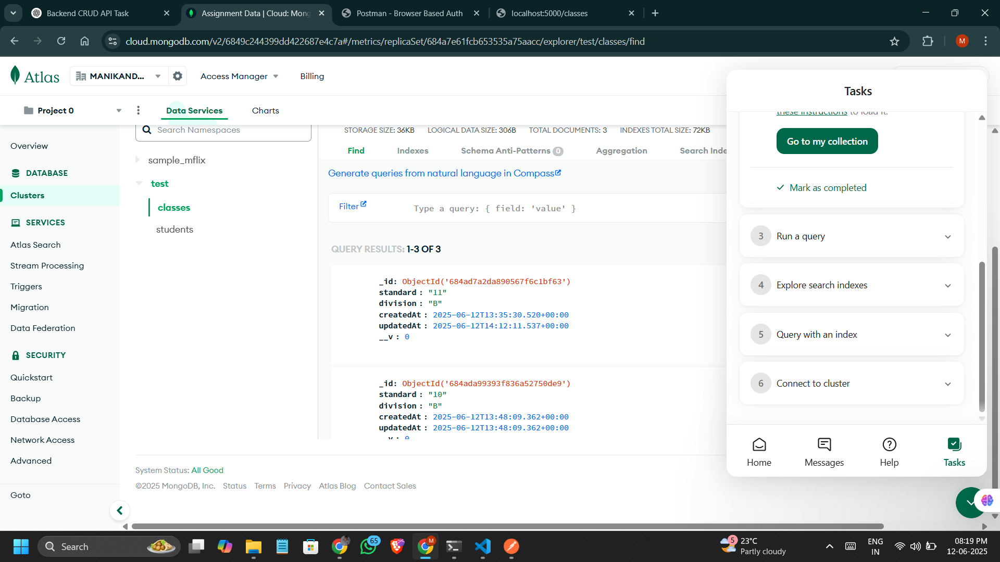 Backend CRUD API Task
Assignment Data | Cloud: Mong
Postman - Browser Based Auth
localhost:5000/classes
cloud.mongodb.com/v2/6849c244399dd422687e4c7a#/metrics/replicaSet/684a7e61fcb653535a75aacc/explorer/test/classes/find
M
Atlas
MANIKAND...
Access Manager
Billing
Project 0
Data Services
Charts
Overview
DATABASE
Clusters
SERVICES
Atlas Search
Stream Processing
Triggers
Migration
Data Federation
SECURITY
Quickstart
Backup
Database Access
Network Access
Advanced
Goto
Search Namespaces
sample_mflix
test
classes
students
STORAGE SIZE: 36KB LOGICAL DATA SIZE: 306B TOTAL DOCUMENTS: 3 INDEXES TOTAL SIZE: 72KB
Find Indexes Schema Anti-Patterns 0 Aggregation Search Inde
Generate queries from natural language in Compass
Filter Type a query: { field: 'value' }
QUERY RESULTS: 1-3 OF 3
_id: ObjectId('684ad7a2da890567f6c1bf63')
standard : "11"
division : "B"
createdAt : 2025-06-12T13:35:30.520+00:00
updatedAt : 2025-06-12T14:12:11.537+00:00
__v : 0
_id: ObjectId('684ada99393f836a52750de9')
standard : "10"
division : "B"
createdAt : 2025-06-12T13:48:09.362+00:00
updatedAt : 2025-06-12T13:48:09.362+00:00
__v : 0
System Status: All Good
©2025 MongoDB, Inc. Status Terms Privacy Atlas Blog Contact Sales
Tasks
these instructions to load it.
Go to my collection
Mark as completed
3 Run a query
4 Explore search indexes
5 Query with an index
6 Connect to cluster
Home Messages Help Tasks
Search
65
M
5
23°C
Partly cloudy
ENG
IN
08:19 PM
12-06-2025